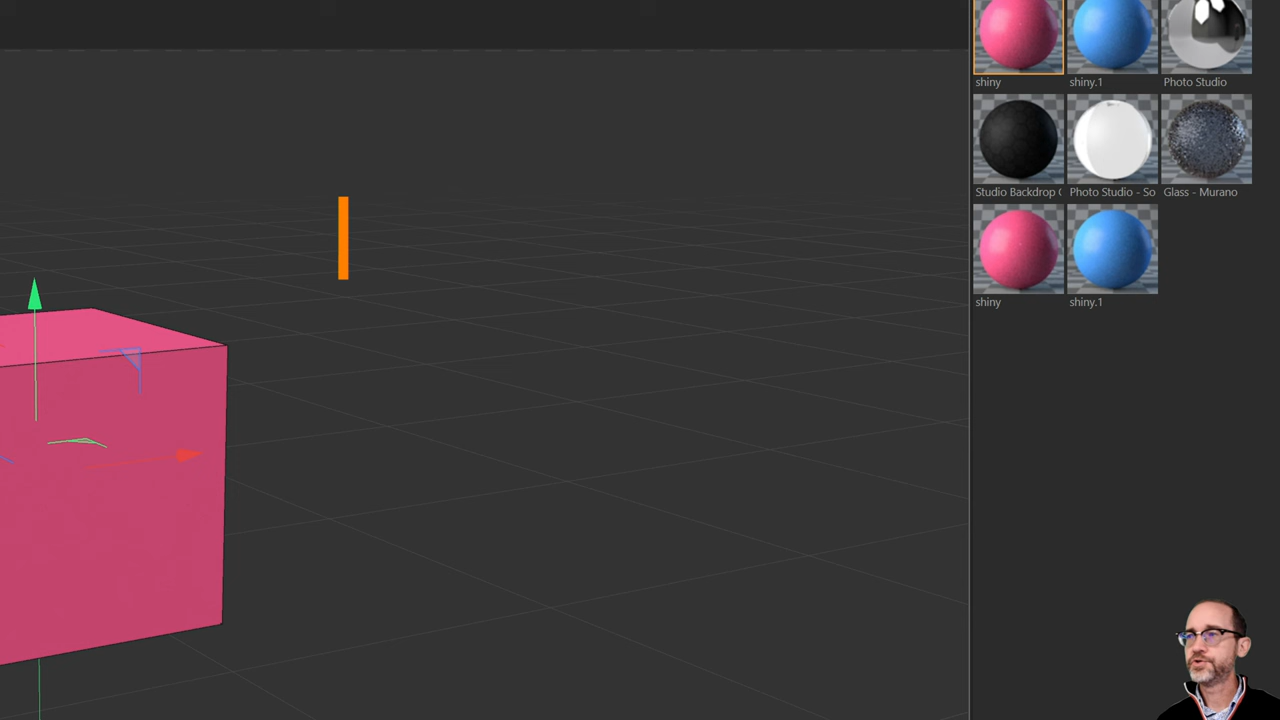 shiny
shiny.1
Photo Studio
Studio Backdrop C
Photo Studio - So
Glass - Murano
shiny
shiny.1